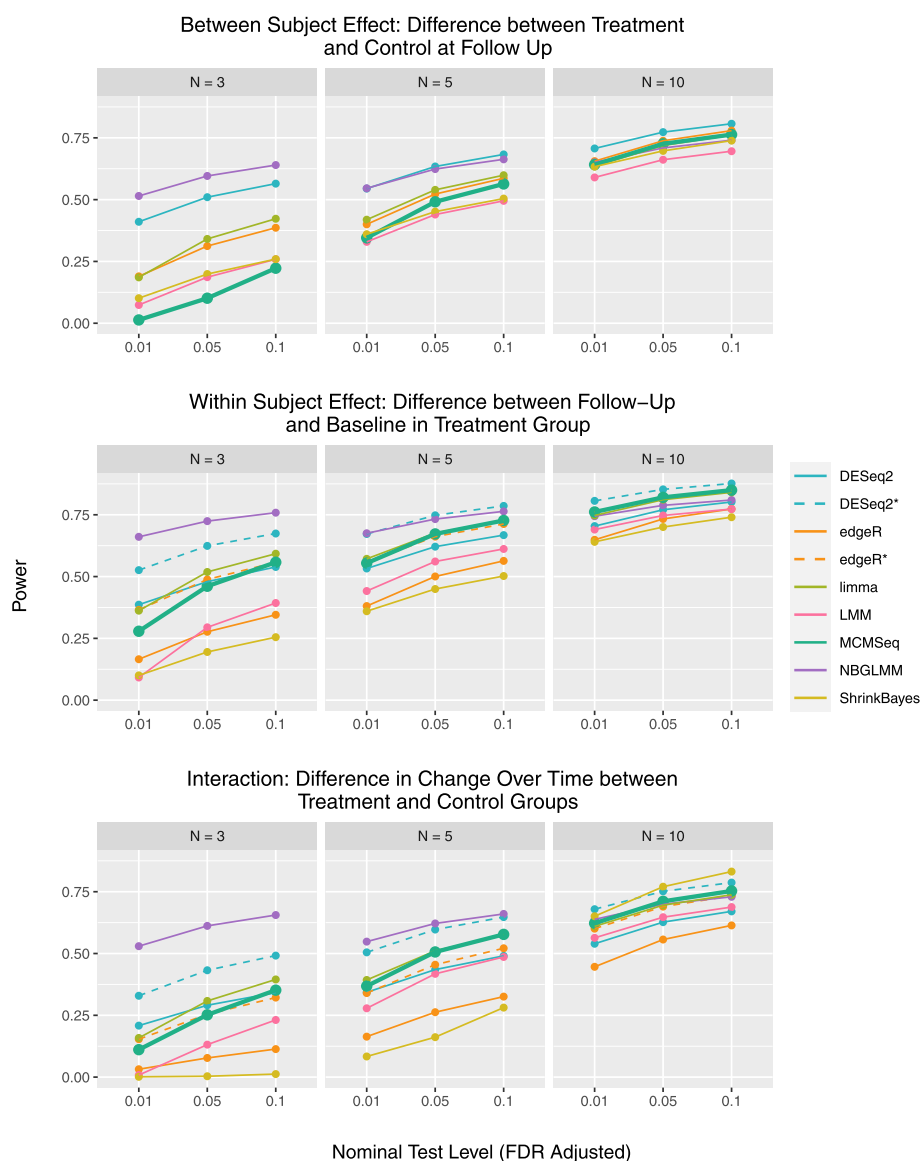 Between Subject Effect: Difference between Treatment
and Control at Follow Up
N = 3
N = 5
N = 10
0.75
0.50
0.25
0.00
0.01 0.05 0.1
0.01 0.05 0.1
0.01 0.05 0.1
Within Subject Effect: Difference between Follow−Up
and Baseline in Treatment Group
N = 3
N = 5
N = 10
0.75
0.50
0.25
0.00
0.01 0.05 0.1
0.01 0.05 0.1
0.01 0.05 0.1
Power
DESeq2
DESeq2*
edgeR
edgeR*
limma
LMM
MCMSeq
NBGLMM
ShrinkBayes
Interaction: Difference in Change Over Time between
Treatment and Control Groups
N = 3
N = 5
N = 10
0.75
0.50
0.25
0.00
0.01 0.05 0.1
0.01 0.05 0.1
0.01 0.05 0.1
Nominal Test Level (FDR Adjusted)